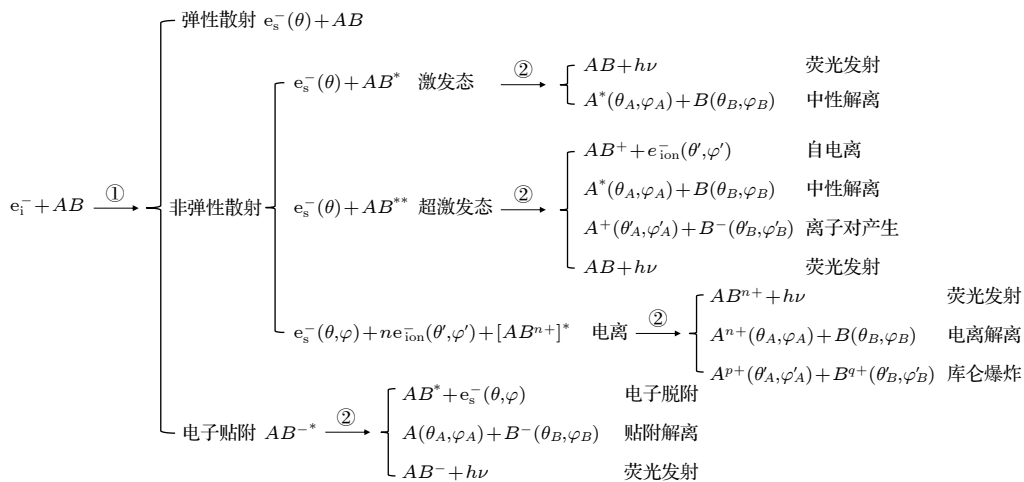 弹性散射 e_s^-(θ)+AB
e_s^-(θ)+AB^* 激发态 ②
AB+hν 荧光发射
A^*(θ_A,φ_A)+B(θ_B,φ_B) 中性解离
e_i^-+AB ① 非弹性散射 e_s^-(θ)+AB^{**} 超激发态 ②
AB^++e_{ion}^-(θ′,φ′) 自电离
A^*(θ_A,φ_A)+B(θ_B,φ_B) 中性解离
A^+(θ′_A,φ′_A)+B^-(θ′_B,φ′_B) 离子对产生
AB+hν 荧光发射
e_s^-(θ,φ)+ne_{ion}^-(θ′,φ′)+[AB^{n+}]^* 电离 ②
AB^{n+}+hν 荧光发射
A^{n+}(θ_A,φ_A)+B(θ_B,φ_B) 电离解离
A^{p+}(θ′_A,φ′_A)+B^{q+}(θ′_B,φ′_B) 库仑爆炸
电子贴附 AB^{-*} ②
AB^*+e_s^-(θ,φ) 电子脱附
A(θ_A,φ_A)+B^-(θ_B,φ_B) 贴附解离
AB^-+hν 荧光发射